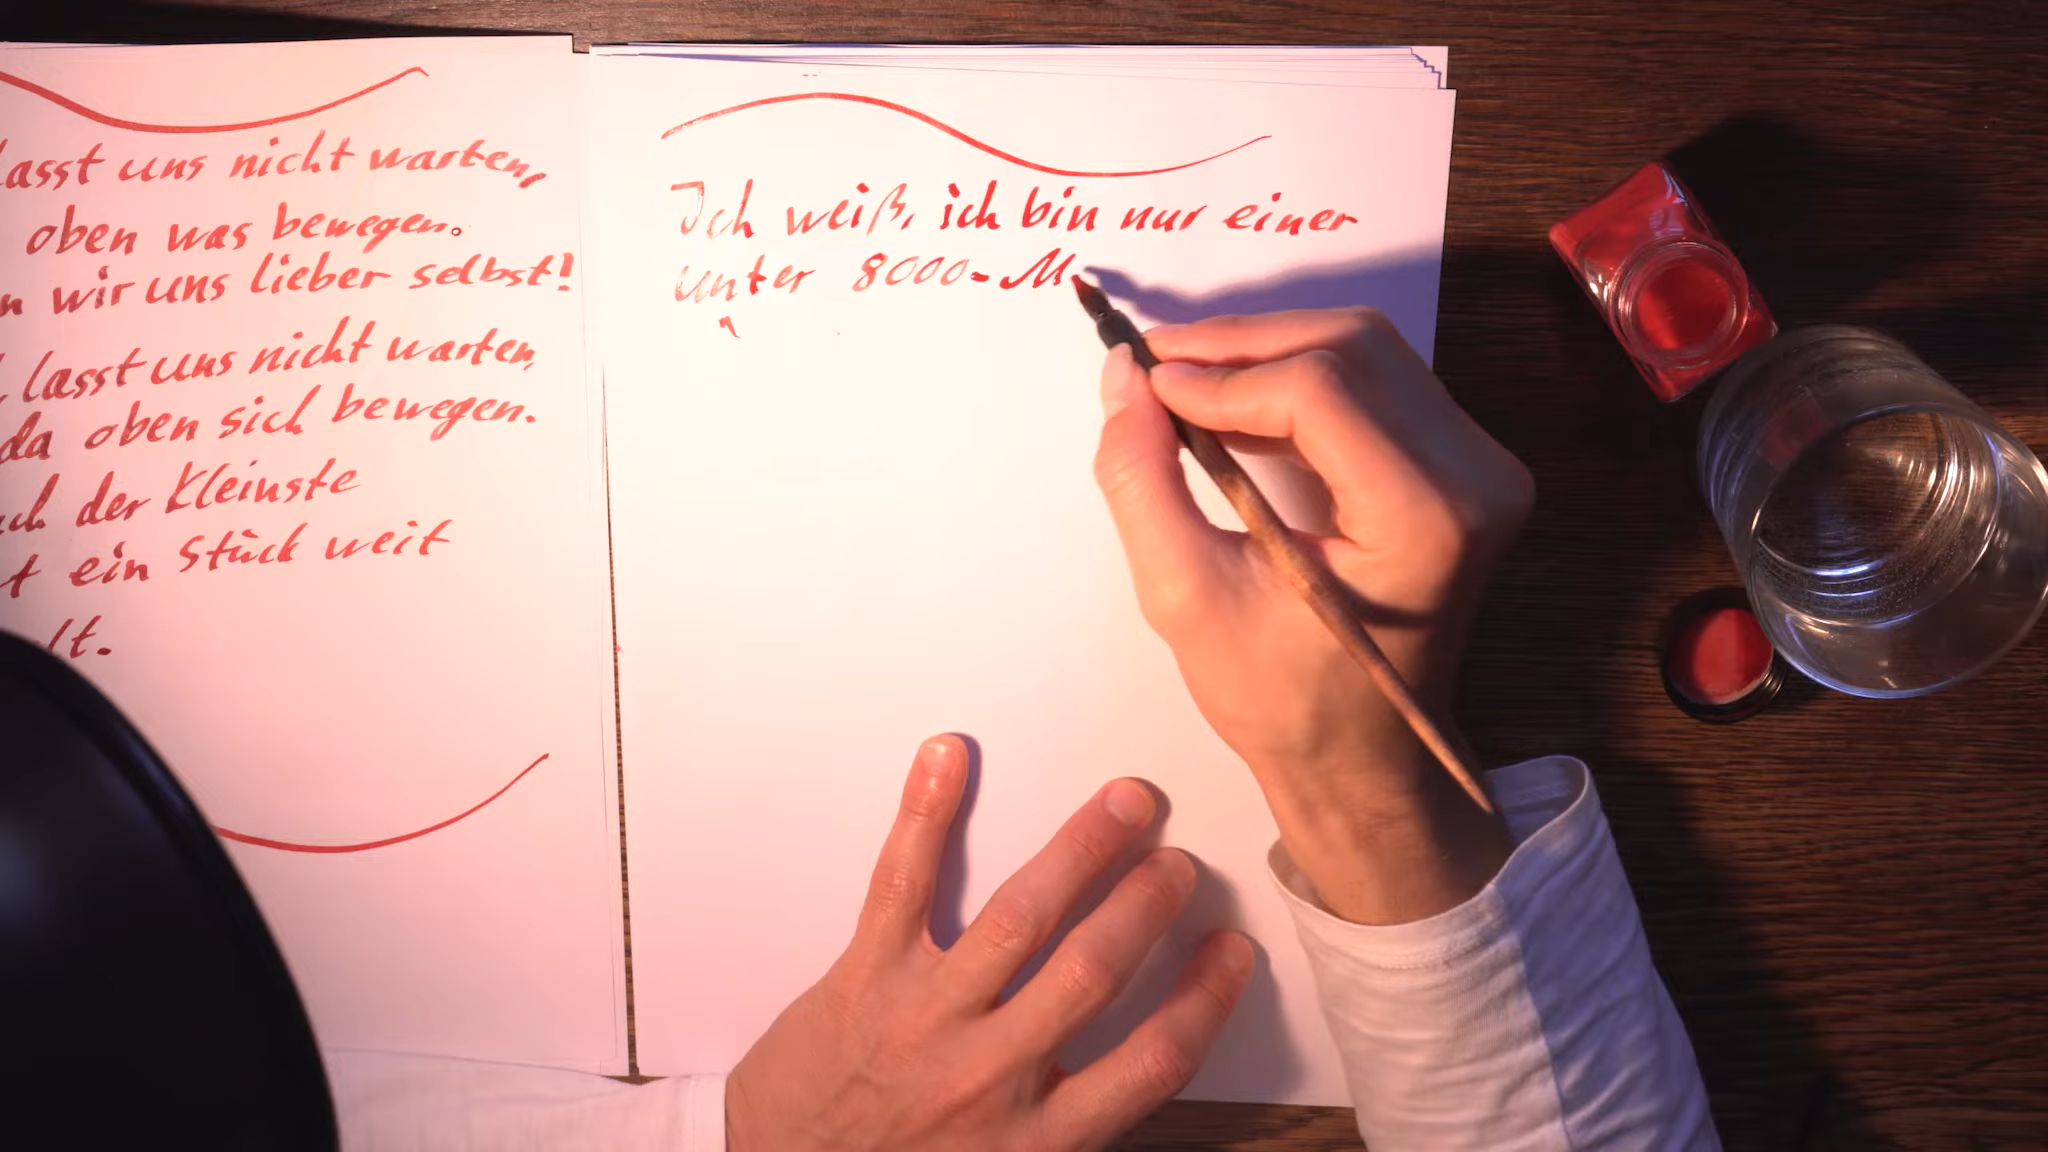 lasst uns nicht warten,
oben was bewegen.
wir uns lieber selbst!
lasst uns nicht warten,
da oben sich bewegen.
der Kleinste
ein Stück weit
Ich weiß, ich bin nur einer
unter 8000-M